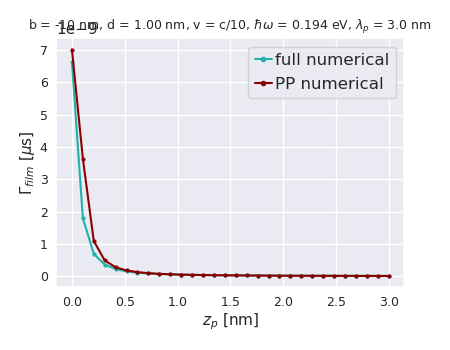 b = -10 nm, d = 1.00 nm, v = c/10, ℏω = 0.194 eV, λp = 3.0 nm
1e−9
full numerical
PP numerical
7
6
5
4
3
2
1
0
Γfilm [μs]
0.0 0.5 1.0 1.5 2.0 2.5 3.0
zp [nm]